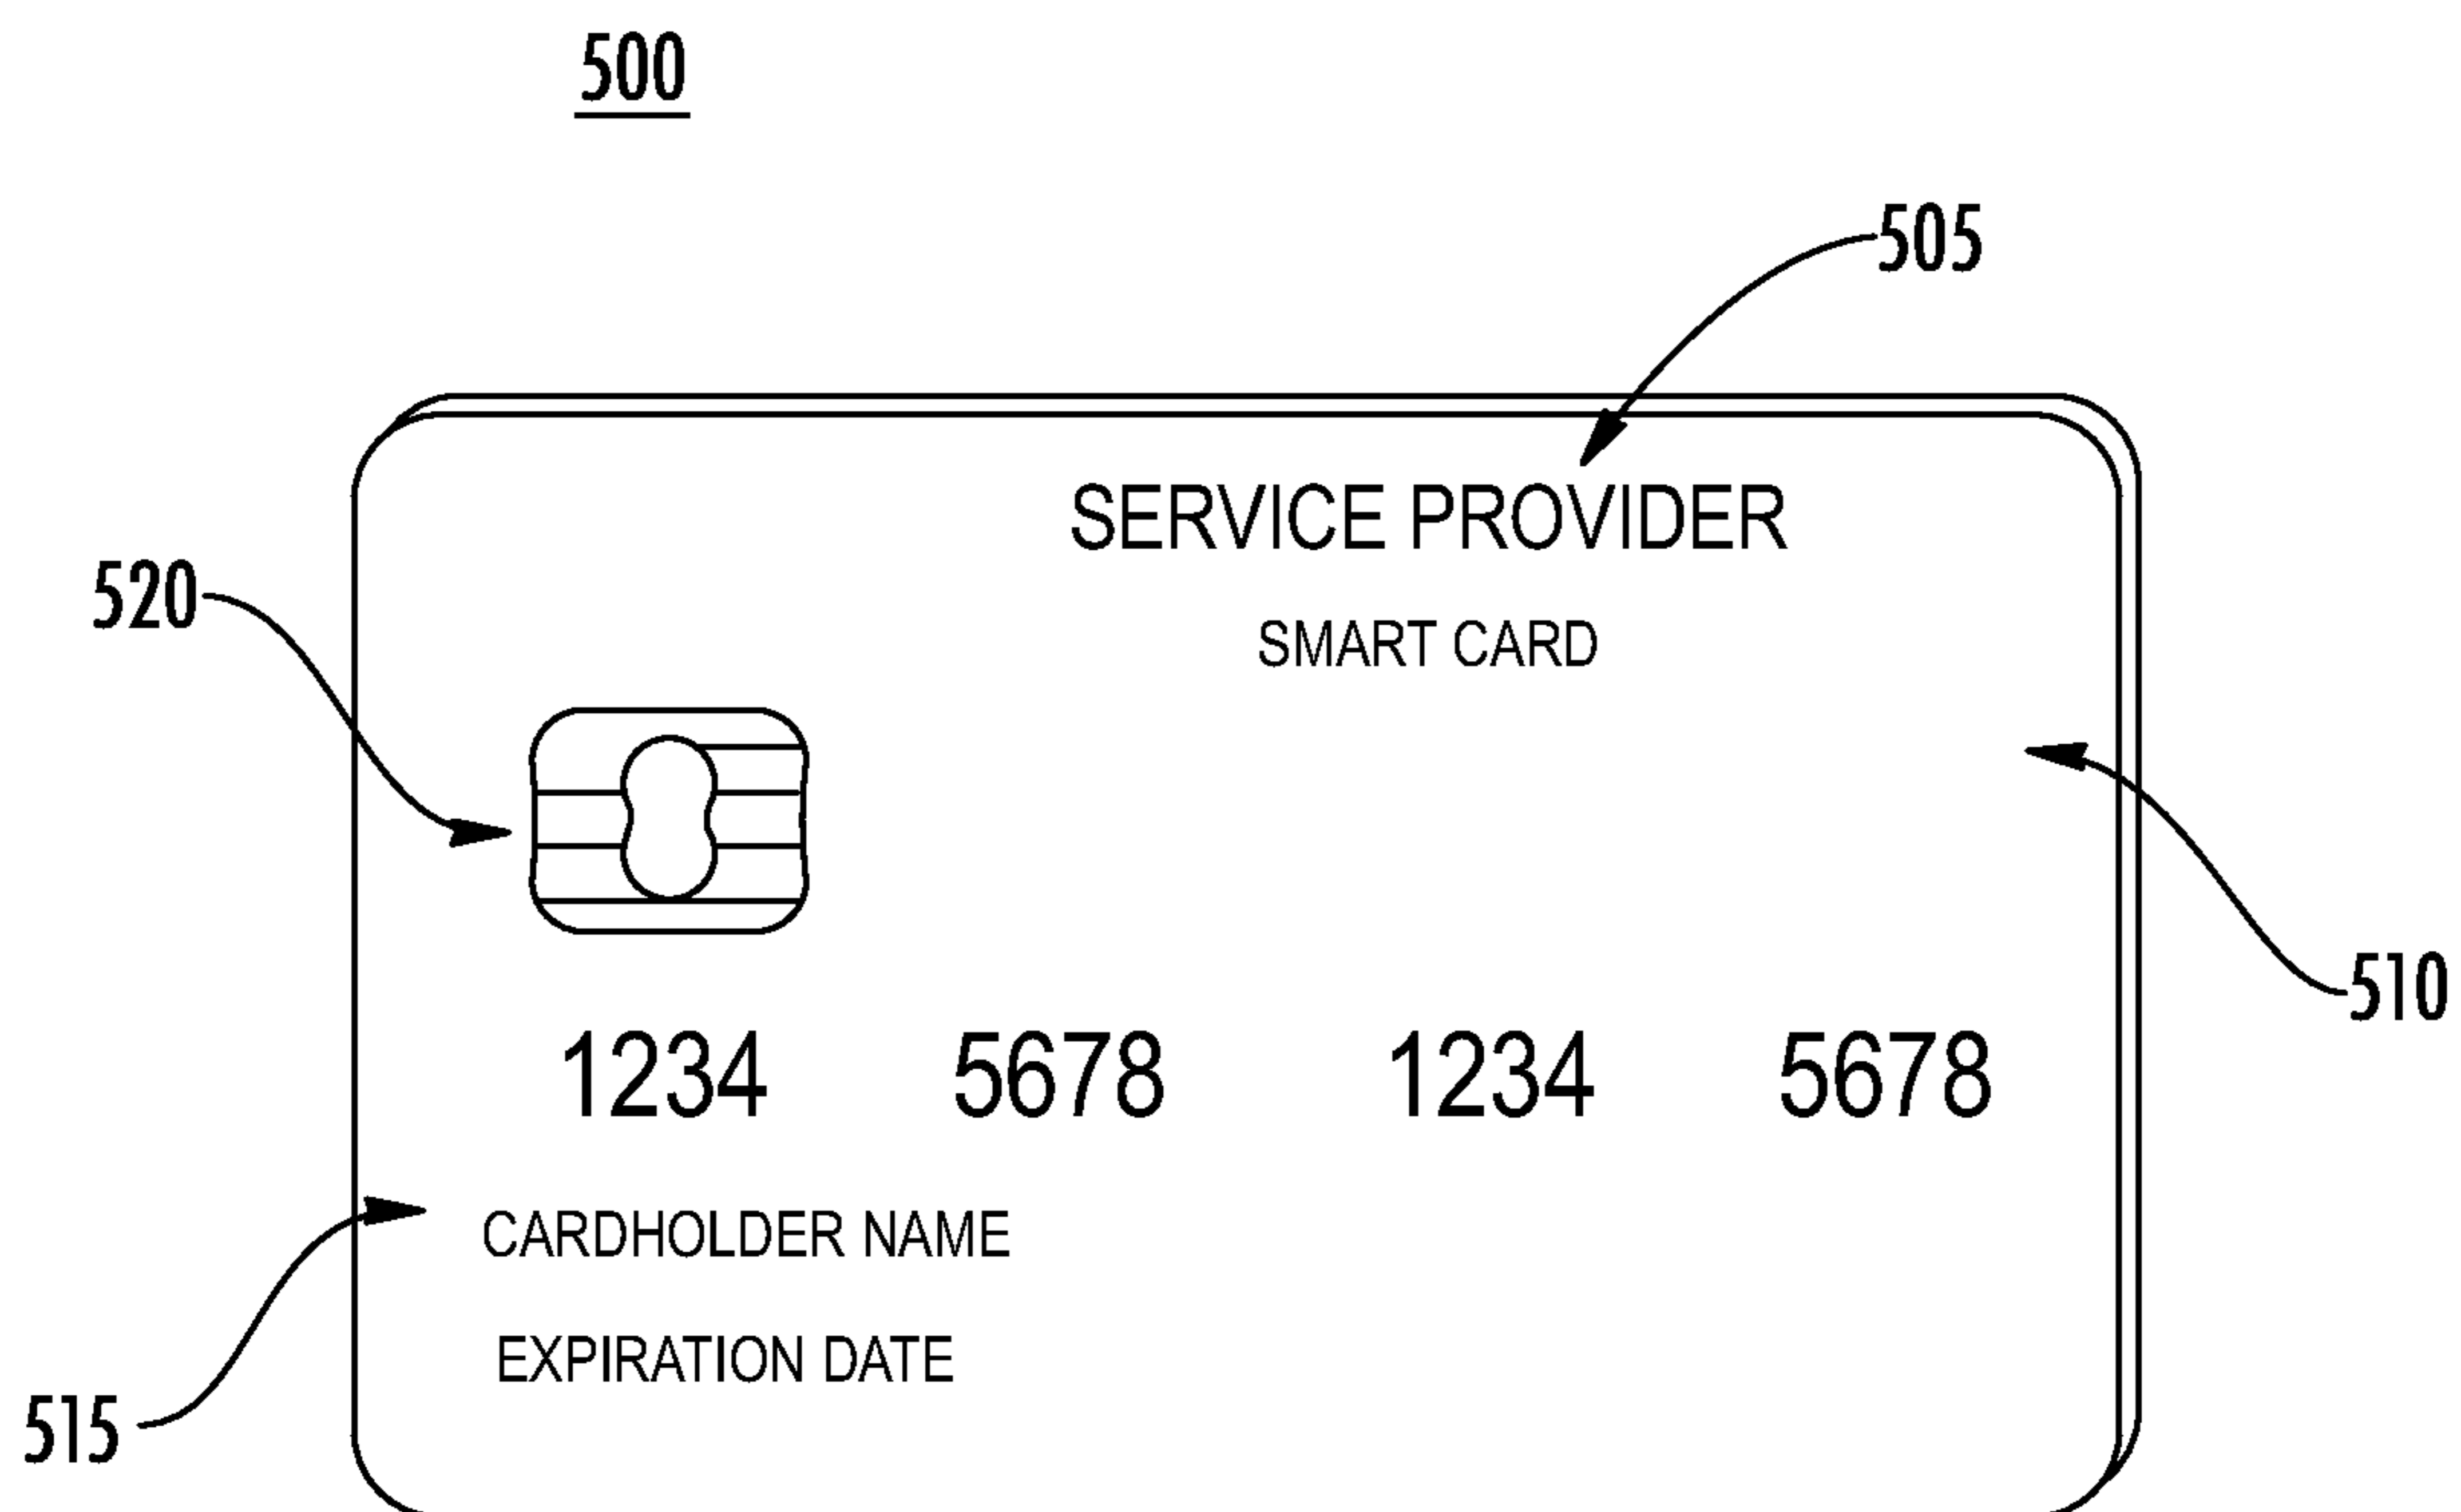 500
505
SERVICE PROVIDER
520
SMART CARD
510
1234 5678 1234 5678
CARDHOLDER NAME
EXPIRATION DATE
515